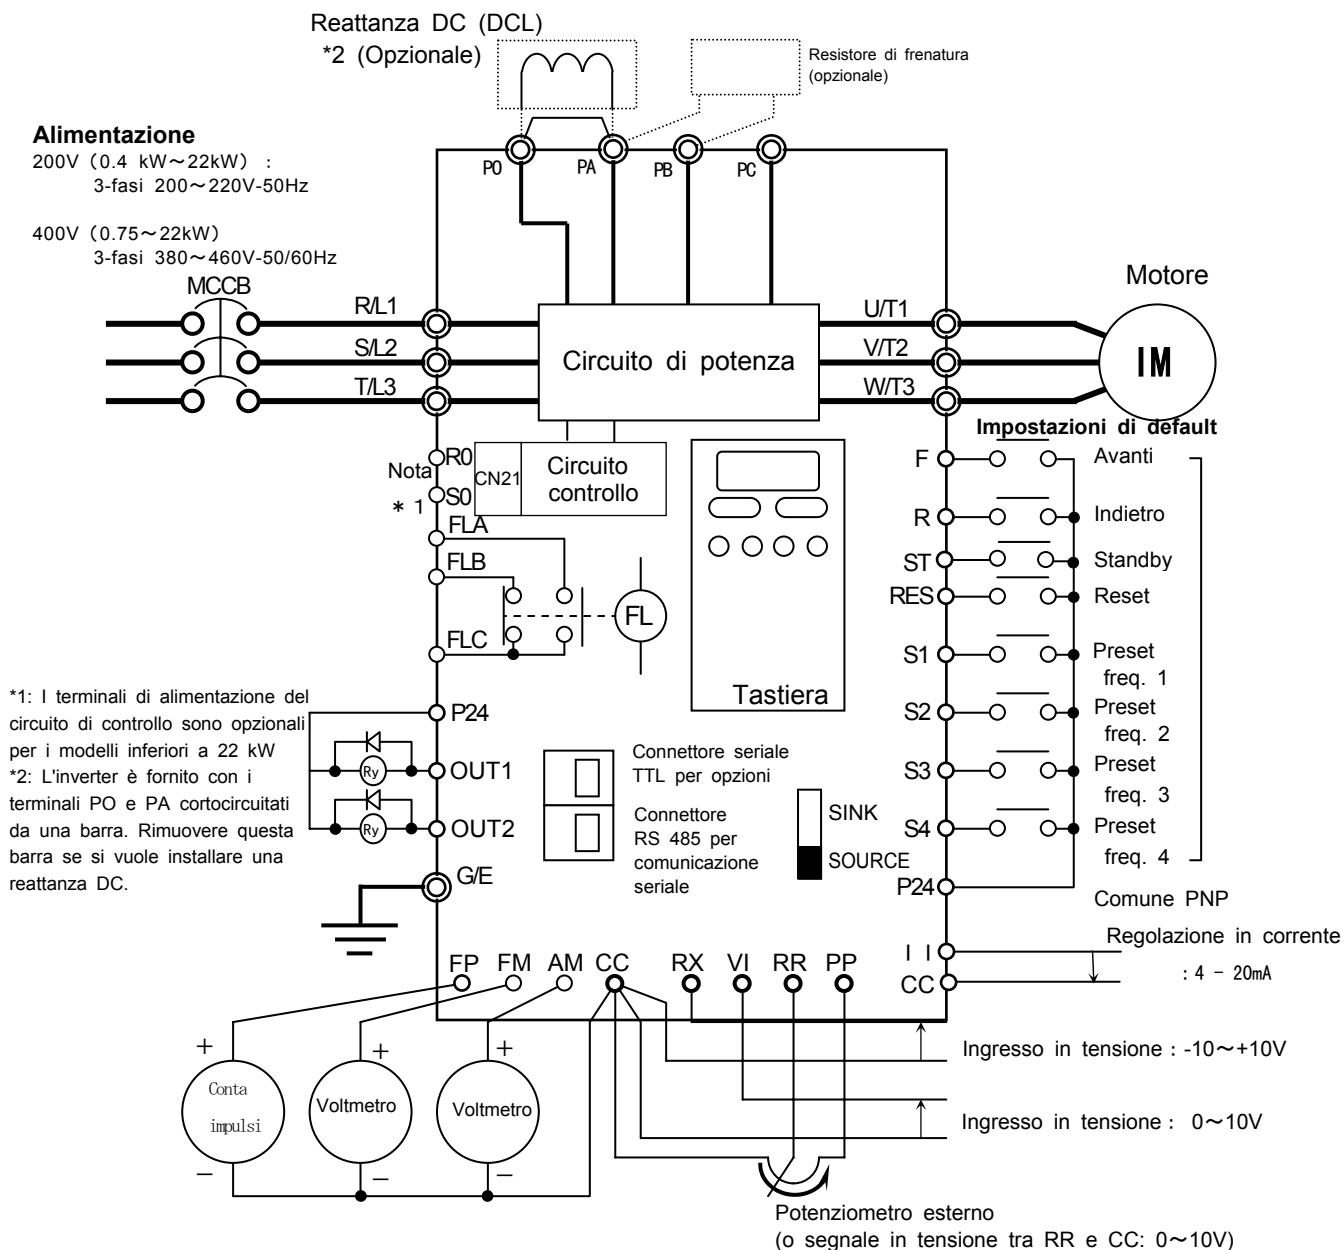 Reattanza DC (DCL)
*2 (Opzionale)
Resistore di frenatura
(opzionale)
Alimentazione
200V (0.4 kW～22kW) :
3-fasi 200～220V-50Hz
400V (0.75～22kW)
3-fasi 380～460V-50/60Hz
PO PA PB PC
MCCB
Motore
R/L1
S/L2
T/L3
Circuito di potenza
U/T1
V/T2
W/T3
IM
Impostazioni di default
Nota
* 1
R0
S0
CN21
Circuito
controllo
FLA
FLB
FLC
FL
Tastiera
F Avanti
R Indietro
ST Standby
RES Reset
S1 Preset
freq. 1
S2 Preset
freq. 2
S3 Preset
freq. 3
S4 Preset
freq. 4
P24
Comune PNP
*1: I terminali di alimentazione del
circuito di controllo sono opzionali
per i modelli inferiori a 22 kW
*2: L'inverter è fornito con i
terminali PO e PA cortocircuitati
da una barra. Rimuovere questa
barra se si vuole installare una
reattanza DC.
P24
Ry OUT1
Ry OUT2
G/E
Connettore seriale
TTL per opzioni
Connettore
RS 485 per
comunicazione
seriale
SINK
SOURCE
I I
CC
Regolazione in corrente
: 4 - 20mA
FP FM AM CC RX VI RR PP
+ + +
Conta
impulsi
Voltmetro
Voltmetro
− − −
Ingresso in tensione : -10～+10V
Ingresso in tensione : 0～10V
Potenziometro esterno
(o segnale in tensione tra RR e CC: 0～10V)